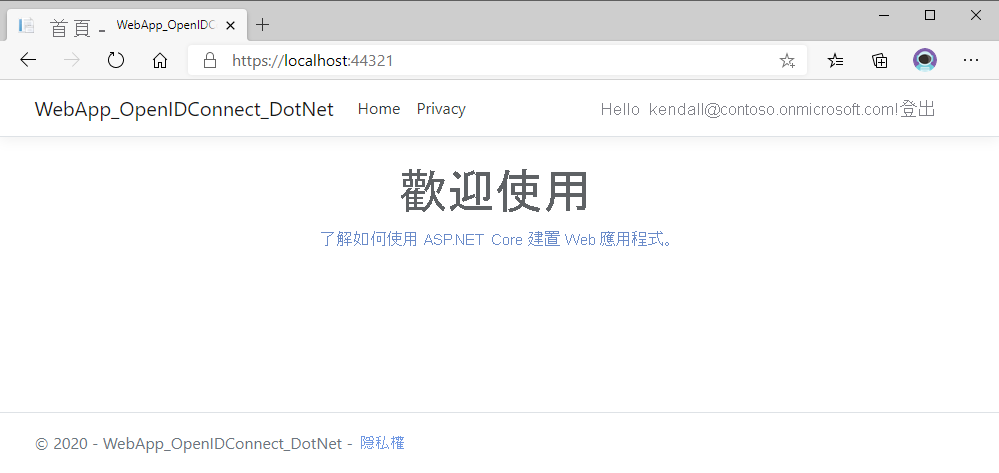 首頁 - WebApp_OpenIDC
https://localhost:44321
WebApp_OpenIDConnect_DotNet Home Privacy Hello kendall@contoso.onmicrosoft.com!登出
歡迎使用
了解如何使用 ASP.NET Core 建置 Web 應用程式。
© 2020 - WebApp_OpenIDConnect_DotNet - 隱私權